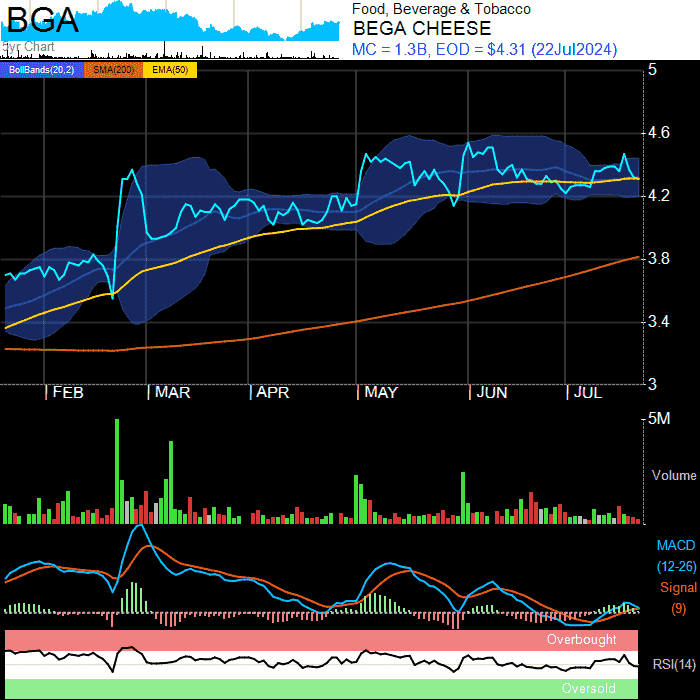 BGA
5yr Chart
Food, Beverage & Tobacco
BEGA CHEESE
MC = 1.3B, EOD = $4.31 (22Jul2024)
BollBands(20,2) SMA(200) EMA(50)
5
4.6
4.2
3.8
3.4
3
FEB MAR APR MAY JUN JUL
5M
Volume
MACD
(12-26)
Signal
(9)
Overbought
RSI(14)
Oversold